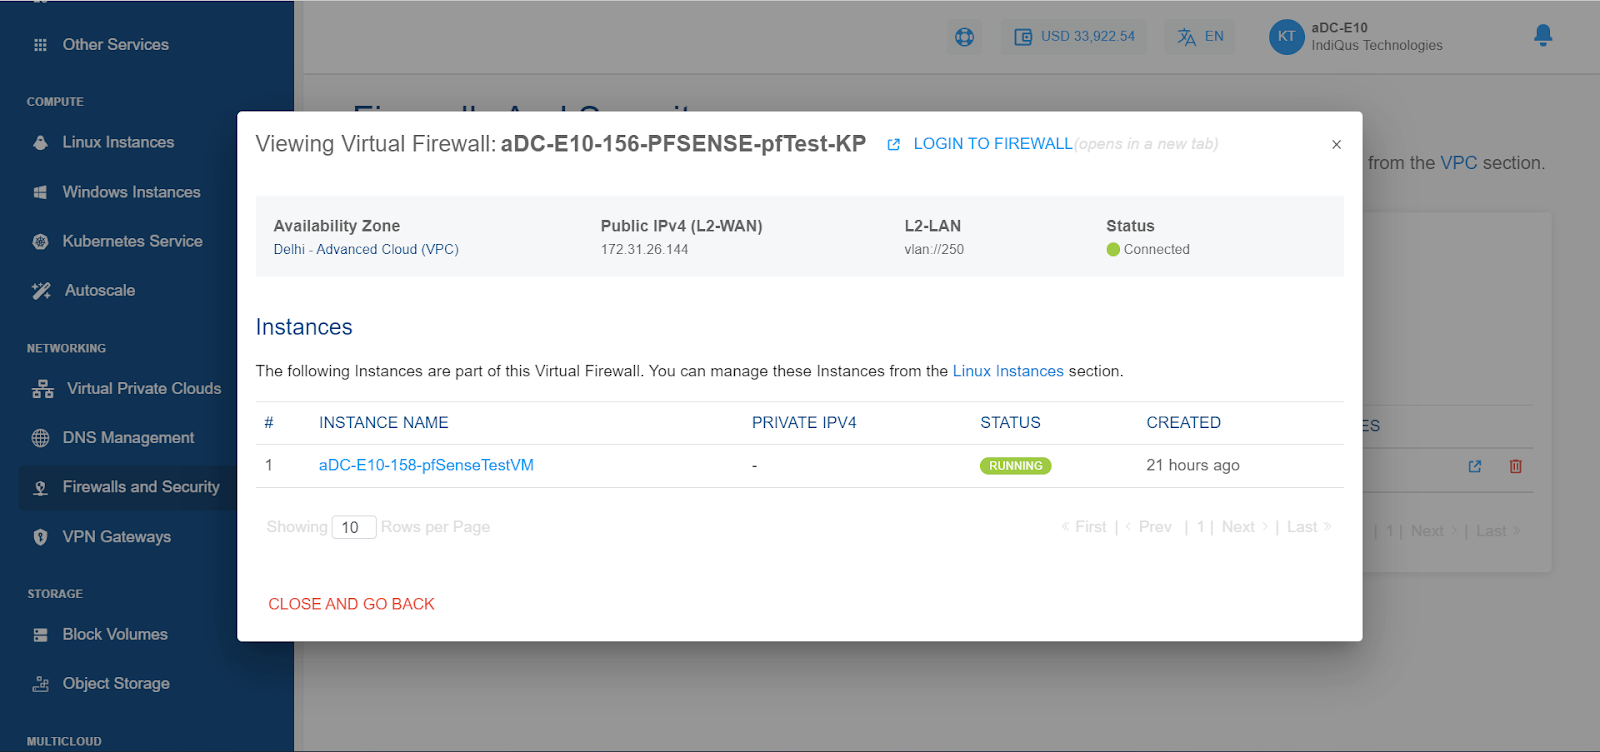 Other Services
USD 33,922.54
EN
KT
aDC-E10
IndiQus Technologies
COMPUTE
Linux Instances
Windows Instances
Kubernetes Service
Autoscale
NETWORKING
Virtual Private Clouds
DNS Management
Firewalls and Security
VPN Gateways
STORAGE
Block Volumes
Object Storage
MULTICLOUD
Firewalls And Security
from the VPC section.
Viewing Virtual Firewall: aDC-E10-156-PFSENSE-pfTest-KP LOGIN TO FIREWALL (opens in a new tab) ×
Availability Zone Public IPv4 (L2-WAN) L2-LAN Status
Delhi - Advanced Cloud (VPC) 172.31.26.144 vlan://250 Connected
Instances
The following Instances are part of this Virtual Firewall. You can manage these Instances from the Linux Instances section.
# INSTANCE NAME PRIVATE IPV4 STATUS CREATED
1 aDC-E10-158-pfSenseTestVM - RUNNING 21 hours ago
Showing 10 Rows per Page « First | ‹ Prev | 1 | Next › | Last »
CLOSE AND GO BACK
ES
| 1 | Next › | Last »